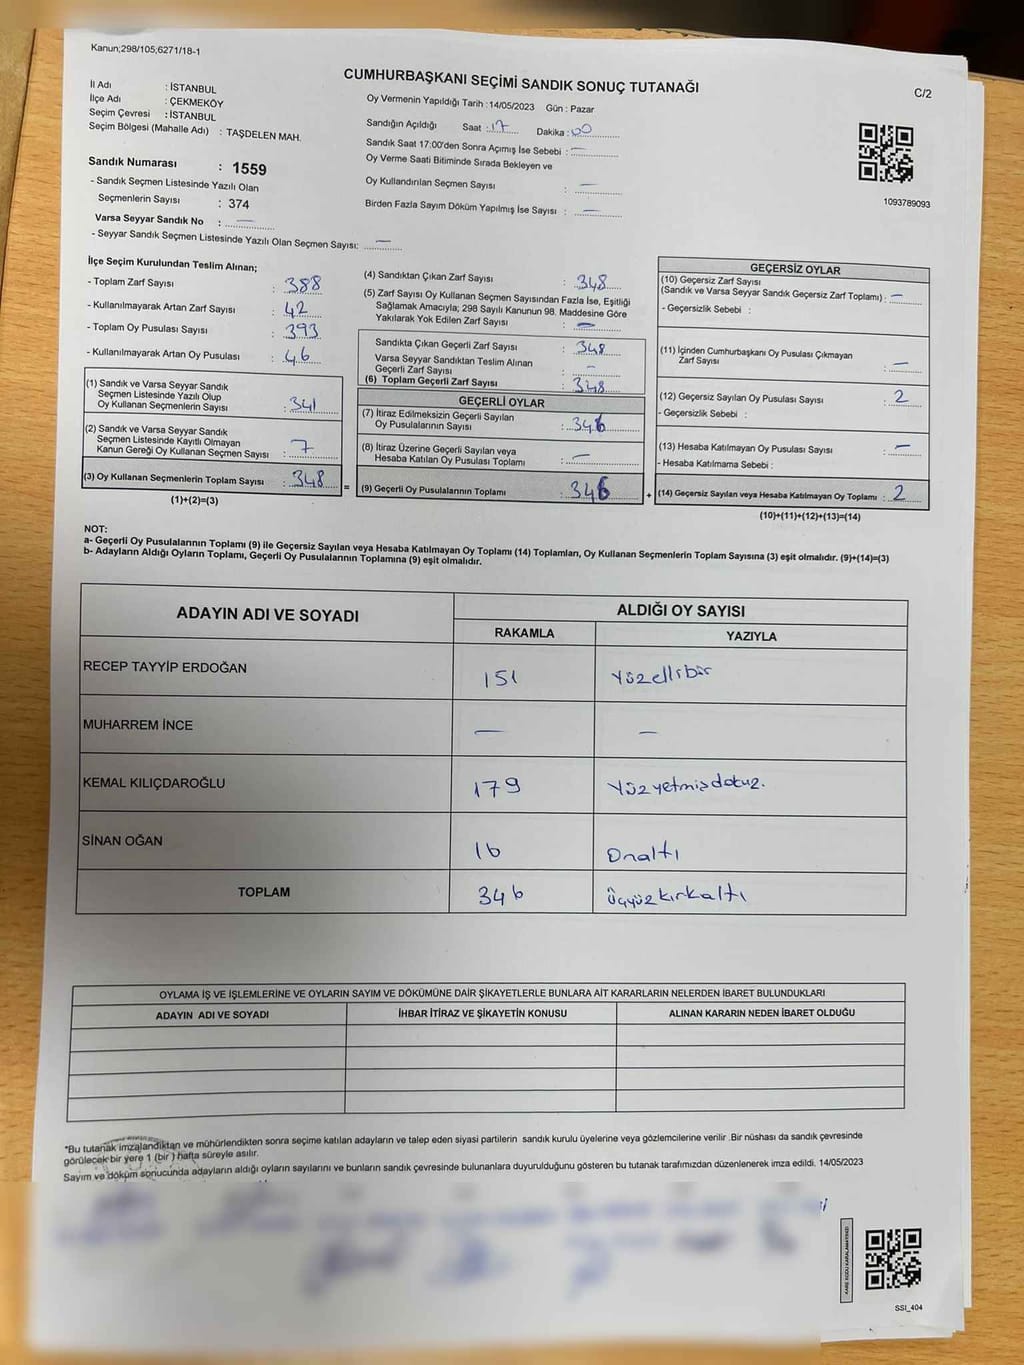 Kanun;298/105;6271/18-1
CUMHURBAŞKANI SEÇİMİ SANDIK SONUÇ TUTANAĞI
C/2
İl Adı : İSTANBUL
İlçe Adı : ÇEKMEKÖY
Seçim Çevresi : İSTANBUL
Seçim Bölgesi (Mahalle Adı) : TAŞDELEN MAH.
Sandık Numarası : 1559
- Sandık Seçmen Listesinde Yazılı Olan
Seçmenlerin Sayısı : 374
Varsa Seyyar Sandık No : —
- Seyyar Sandık Seçmen Listesinde Yazılı Olan Seçmen Sayısı: —
Oy Vermenin Yapıldığı Tarih :14/05/2023 Gün : Pazar
Sandığın Açıldığı Saat : 17 Dakika : 00
Sandık Saat 17:00'den Sonra Açımış İse Sebebi : —
Oy Verme Saati Bitiminde Sırada Bekleyen ve
Oy Kullandırılan Seçmen Sayısı : —
Birden Fazla Sayım Döküm Yapılmış İse Sayısı : —
1093789093
İlçe Seçim Kurulundan Teslim Alınan;
- Toplam Zarf Sayısı : 388
- Kullanılmayarak Artan Zarf Sayısı : 42
- Toplam Oy Pusulası Sayısı : 393
- Kullanılmayarak Artan Oy Pusulası : 46
(1) Sandık ve Varsa Seyyar Sandık
Seçmen Listesinde Yazılı Olup
Oy Kullanan Seçmenlerin Sayısı : 341
(2) Sandık ve Varsa Seyyar Sandık
Seçmen Listesinde Kayıtlı Olmayan
Kanun Gereği Oy Kullanan Seçmen Sayısı : 7
(3) Oy Kullanan Seçmenlerin Toplam Sayısı : 348 =
(1)+(2)=(3)
(4) Sandıktan Çıkan Zarf Sayısı : 348
(5) Zarf Sayısı Oy Kullanan Seçmen Sayısından Fazla İse, Eşitliği
Sağlamak Amacıyla; 298 Sayılı Kanunun 98. Maddesine Göre
Yakılarak Yok Edilen Zarf Sayısı : —
Sandıkta Çıkan Geçerli Zarf Sayısı : 348
Varsa Seyyar Sandıktan Teslim Alınan
Geçerli Zarf Sayısı : —
(6) Toplam Geçerli Zarf Sayısı : 348
GEÇERLİ OYLAR
(7) İtiraz Edilmeksizin Geçerli Sayılan
Oy Pusulalarının Sayısı : 346
(8) İtiraz Üzerine Geçerli Sayılan veya
Hesaba Katılan Oy Pusulası Toplamı : —
(9) Geçerli Oy Pusulalarının Toplamı : 346 +
GEÇERSİZ OYLAR
(10) Geçersiz Zarf Sayısı
(Sandık ve Varsa Seyyar Sandık Geçersiz Zarf Toplamı) : —
- Geçersizlik Sebebi :
(11) İçinden Cumhurbaşkanı Oy Pusulası Çıkmayan
Zarf Sayısı : —
(12) Geçersiz Sayılan Oy Pusulası Sayısı : 2
- Geçersizlik Sebebi :
(13) Hesaba Katılmayan Oy Pusulası Sayısı : —
- Hesaba Katılmama Sebebi :
(14) Geçersiz Sayılan veya Hesaba Katılmayan Oy Toplamı : 2
(10)+(11)+(12)+(13)=(14)
NOT:
a- Geçerli Oy Pusulalarının Toplamı (9) ile Geçersiz Sayılan veya Hesaba Katılmayan Oy Toplamı (14) Toplamları, Oy Kullanan Seçmenlerin Toplam Sayısına (3) eşit olmalıdır. (9)+(14)=(3)
b- Adayların Aldığı Oyların Toplamı, Geçerli Oy Pusulalarının Toplamına (9) eşit olmalıdır.
ADAYIN ADI VE SOYADI ALDIĞI OY SAYISI
RAKAMLA YAZIYLA
RECEP TAYYİP ERDOĞAN 151 Yüzellibir
MUHARREM İNCE — —
KEMAL KILIÇDAROĞLU 179 Yüzyetmişdokuz.
SİNAN OĞAN 16 Onaltı
TOPLAM 346 Üçyüzkırkaltı
OYLAMA İŞ VE İŞLEMLERİNE VE OYLARIN SAYIM VE DÖKÜMÜNE DAİR ŞİKAYETLERLE BUNLARA AİT KARARLARIN NELERDEN İBARET BULUNDUKLARI
ADAYIN ADI VE SOYADI İHBAR İTİRAZ VE ŞİKAYETİN KONUSU ALINAN KARARIN NEDEN İBARET OLDUĞU
*Bu tutanak imzalandıktan ve mühürlendikten sonra seçime katılan adayların ve talep eden siyasi partilerin sandık kurulu üyelerine veya gözlemcilerine verilir .Bir nüshası da sandık çevresinde
görülecek bir yere 1 (bir ) hafta süreyle asılır.
Sayım ve döküm sonucunda adayların aldığı oyların sayılarını ve bunların sandık çevresinde bulunanlara duyurulduğunu gösteren bu tutanak tarafımızdan düzenlenerek imza edildi. 14/05/2023
KARE KODU KARALAMAYINIZ!
SSI_404